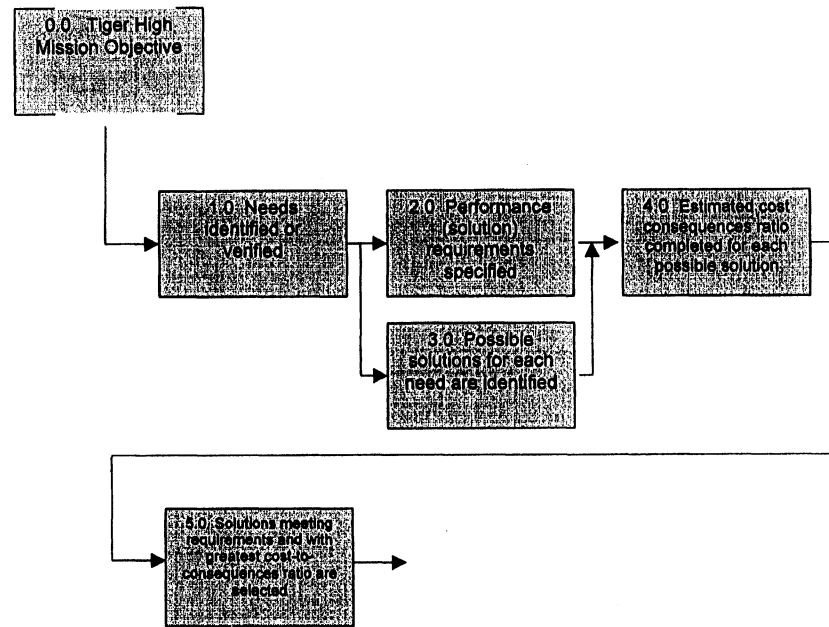 0.0 Tiger High
Mission Objective
1.0 Needs
identified or
verified
2.0 Performance
(solution)
requirements
specified
4.0 Estimated cost
consequences ratio
completed for each
possible solution
3.0 Possible
solutions for each
need are identified
5.0 Solutions meeting
requirements and with
greatest cost-to-
consequences ratio are
selected